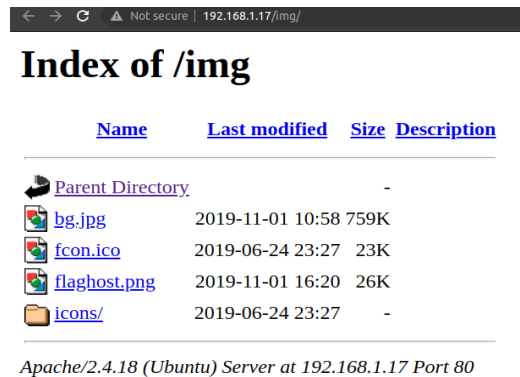 Not secure | 192.168.1.17/img/
Index of /img
Name Last modified Size Description
Parent Directory -
bg.jpg 2019-11-01 10:58 759K
fcon.ico 2019-06-24 23:27 23K
flaghost.png 2019-11-01 16:20 26K
icons/ 2019-06-24 23:27 -
Apache/2.4.18 (Ubuntu) Server at 192.168.1.17 Port 80